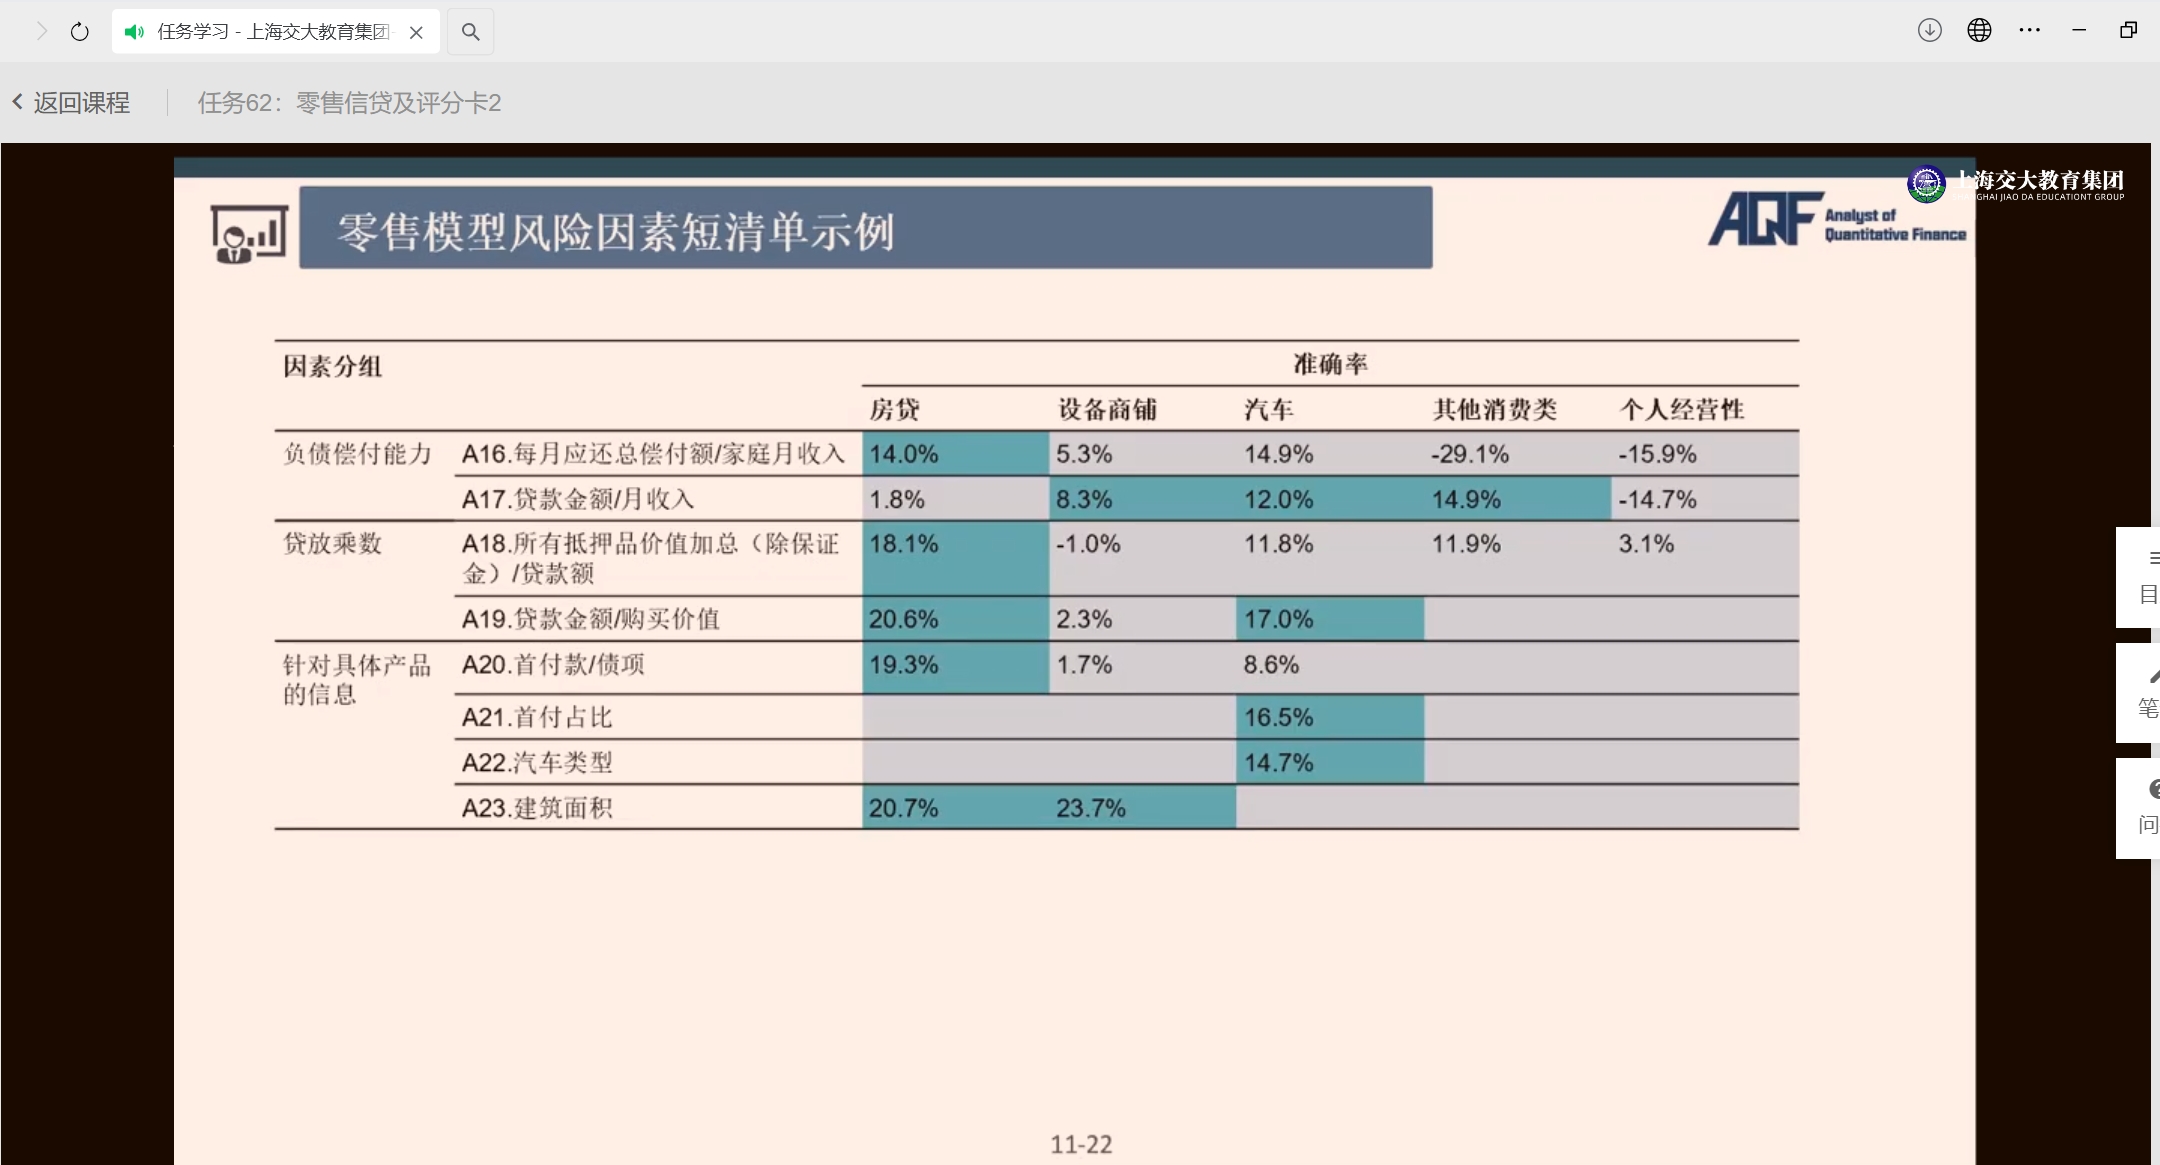 任务学习 - 上海交大教育集团
返回课程
任务62：零售信贷及评分卡2
上海交大教育集团
SHANGHAI JIAO DA EDUCATIONT GROUP
零售模型风险因素短清单示例
AQF Analyst of
Quantitative Finance
因素分组 准确率
房贷 设备商铺 汽车 其他消费类 个人经营性
负债偿付能力 A16.每月应还总偿付额/家庭月收入 14.0% 5.3% 14.9% -29.1% -15.9%
A17.贷款金额/月收入 1.8% 8.3% 12.0% 14.9% -14.7%
贷放乘数 A18.所有抵押品价值加总（除保证 18.1% -1.0% 11.8% 11.9% 3.1%
金）/贷款额
A19.贷款金额/购买价值 20.6% 2.3% 17.0%
针对具体产品 A20.首付款/债项 19.3% 1.7% 8.6%
的信息
A21.首付占比 16.5%
A22.汽车类型 14.7%
A23.建筑面积 20.7% 23.7%
目
笔
问
11-22